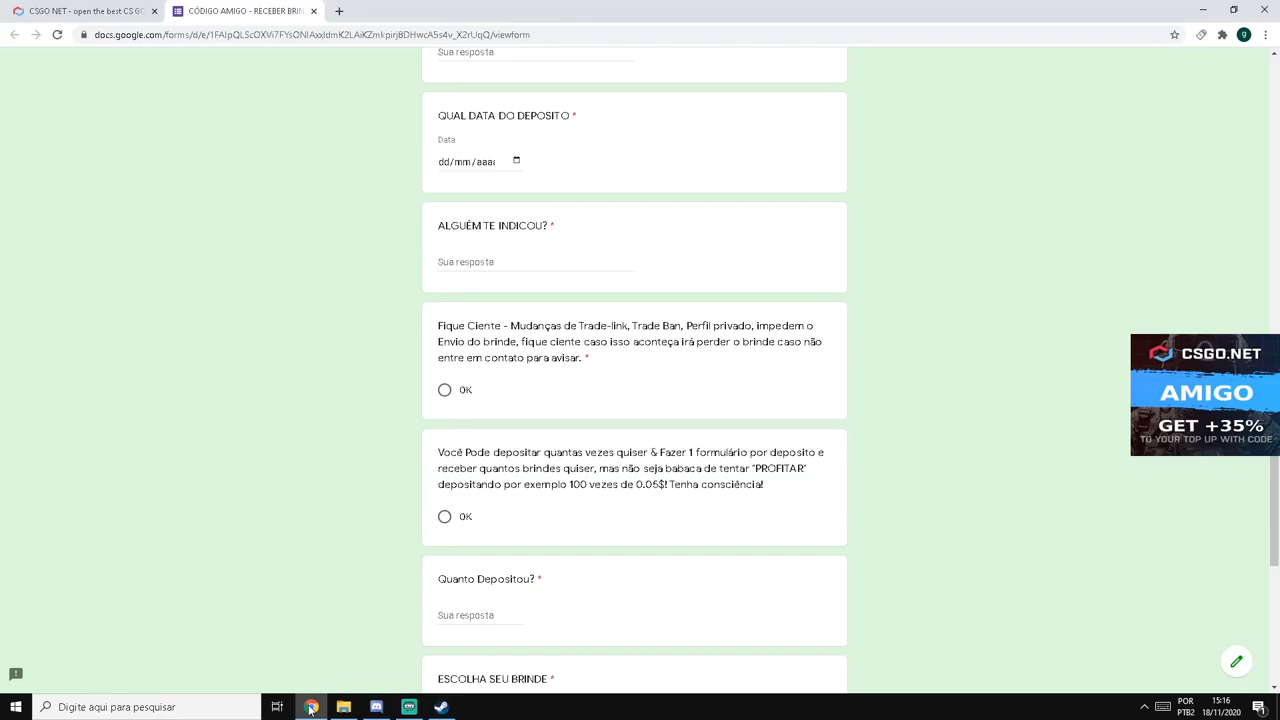 CSGO.NET - open the best CS GO
CÓDIGO AMIGO - RECEBER BRIN
Sua resposta
QUAL DATA DO DEPOSITO *
Data
dd/mm/aaaa
ALGUÉM TE INDICOU? *
Sua resposta
Fique Ciente - Mudanças de Trade-link, Trade Ban, Perfil privado, impedem o
Envio do brinde, fique ciente caso isso aconteça irá perder o brinde caso não
entre em contato para avisar. *
OK
Você Pode depositar quantas vezes quiser & Fazer 1 formulário por deposito e
receber quantos brindes quiser, mas não seja babaca de tentar "PROFITAR"
depositando por exemplo 100 vezes de 0.05$! Tenha consciência!
OK
Quanto Depositou? *
Sua resposta
ESCOLHA SEU BRINDE *
CSGO.NET
AMIGO
GET +35%
TO YOUR TOP UP WITH CODE
Digite aqui para pesquisar
POR
PTB2
15:16
18/11/2020